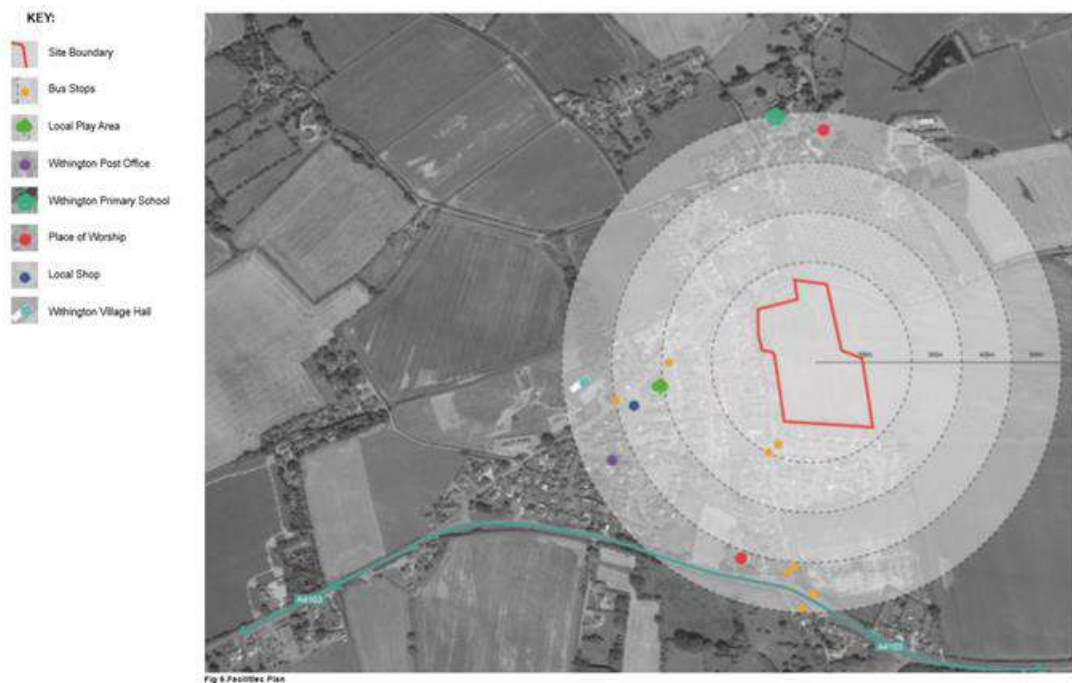 KEY:
Site Boundary
Bus Stops
Local Play Area
Withington Post Office
Withington Primary School
Place of Worship
Local Shop
Withington Village Hall
A4103
A4103
Fig 6.Facilities Plan